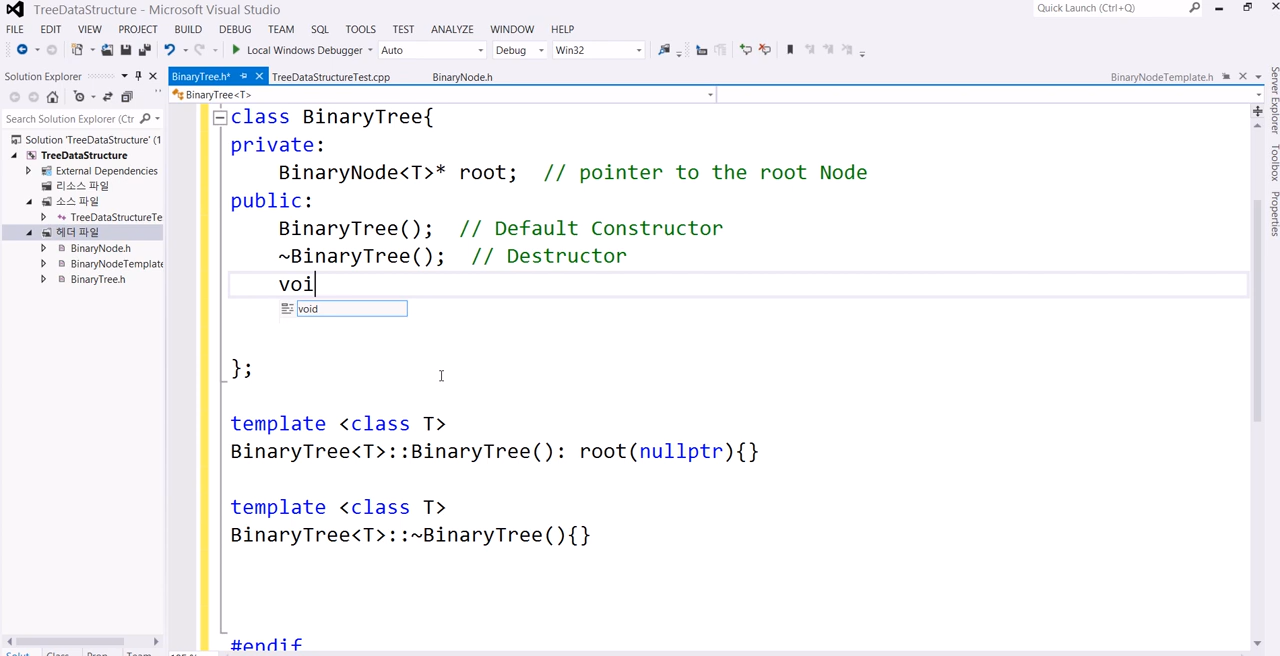 TreeDataStructure - Microsoft Visual Studio
Quick Launch (Ctrl+Q)
FILE EDIT VIEW PROJECT BUILD DEBUG TEAM SQL TOOLS TEST ANALYZE WINDOW HELP
Local Windows Debugger Auto Debug Win32
Solution Explorer
BinaryTree.h* TreeDataStructureTest.cpp BinaryNode.h BinaryNodeTemplate.h
BinaryTree<T>
Search Solution Explorer (Ctr
Solution 'TreeDataStructure' (1
TreeDataStructure
External Dependencies
리소스 파일
소스 파일
TreeDataStructureTe
헤더 파일
BinaryNode.h
BinaryNodeTemplate
BinaryTree.h
class BinaryTree{
private:
BinaryNode<T>* root; // pointer to the root Node
public:
BinaryTree(); // Default Constructor
~BinaryTree(); // Destructor
voi
void
};
template <class T>
BinaryTree<T>::BinaryTree(): root(nullptr){}
template <class T>
BinaryTree<T>::~BinaryTree(){}
#endif
Server Explorer
Toolbox
Properties